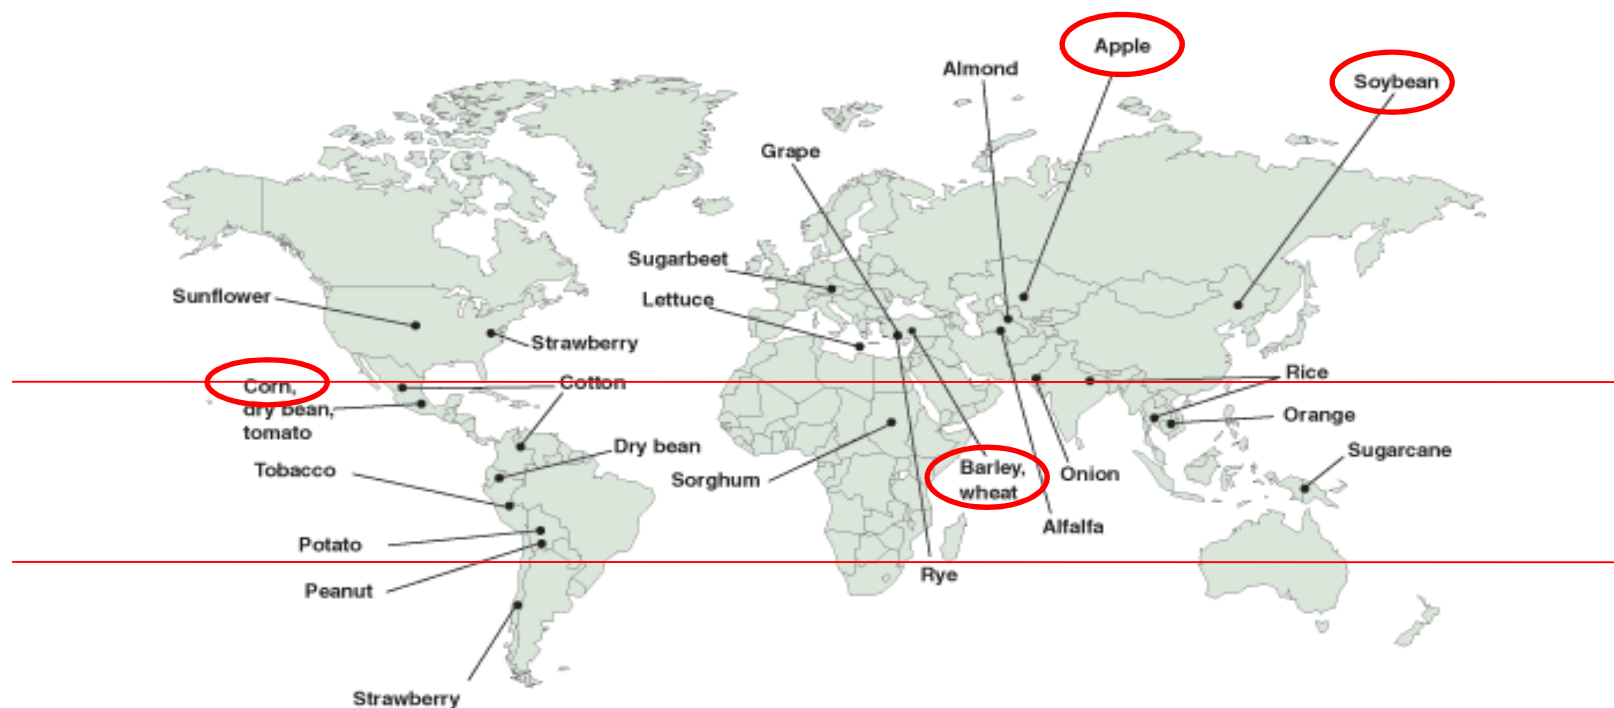 Apple
Almond
Soybean
Grape
Sugarbeet
Sunflower
Lettuce
Strawberry
Corn,
dry bean,
tomato
Cotton
Rice
Orange
Dry bean
Sugarcane
Tobacco
Sorghum
Barley,
wheat
Onion
Alfalfa
Potato
Rye
Peanut
Strawberry